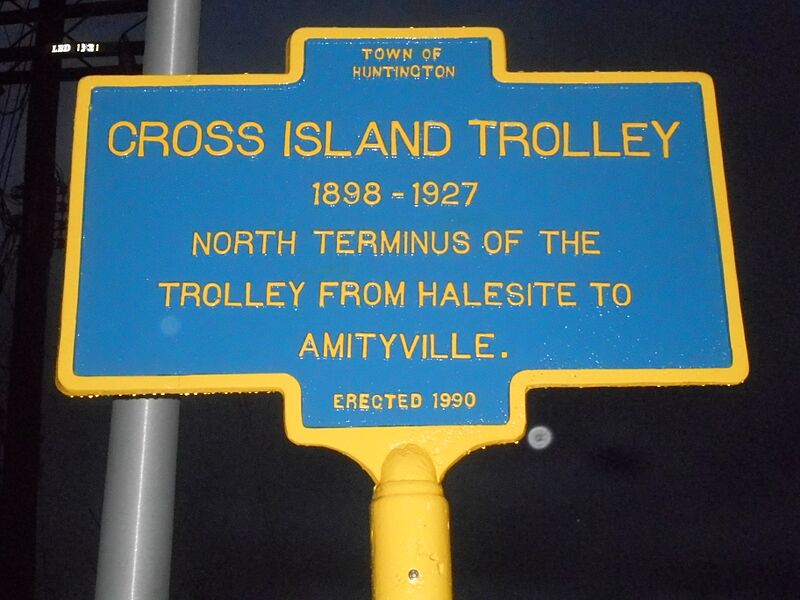 TOWN OF
HUNTINGTON
CROSS ISLAND TROLLEY
1898 - 1927
NORTH TERMINUS OF THE
TROLLEY FROM HALESITE TO
AMITYVILLE.
ERECTED 1990